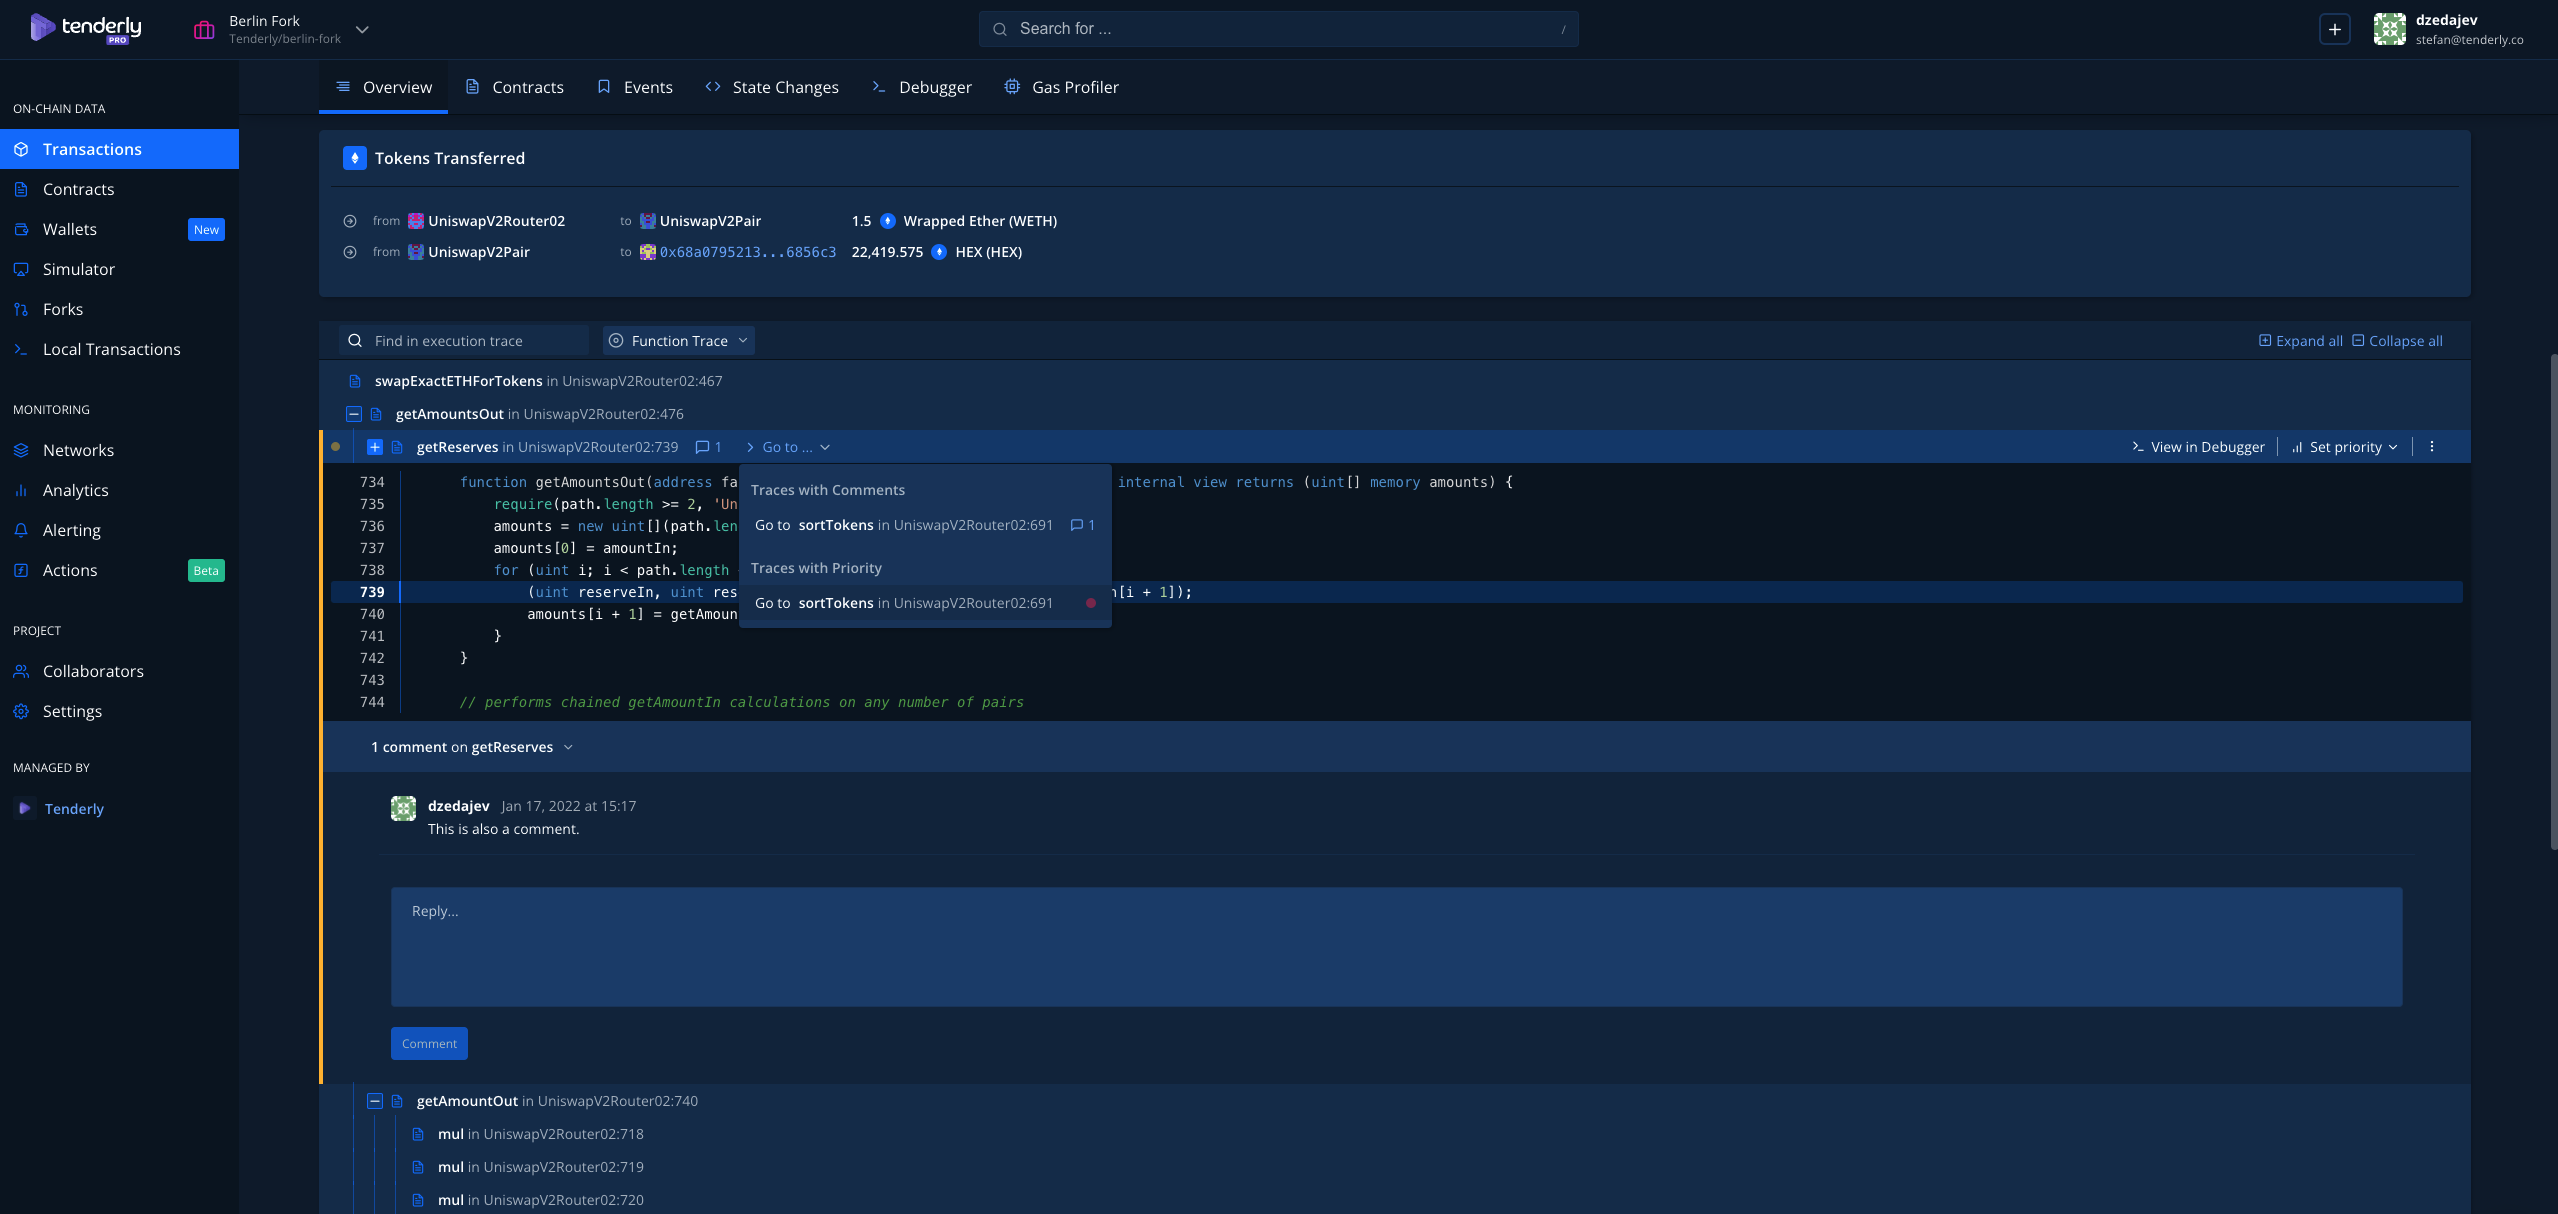 tenderly
PRO
Berlin Fork
Tenderly/berlin-fork
Search for ...
/
dzedajev
stefan@tenderly.co
ON-CHAIN DATA
Transactions
Contracts
Wallets
New
Simulator
Forks
Local Transactions
MONITORING
Networks
Analytics
Alerting
Actions
Beta
PROJECT
Collaborators
Settings
MANAGED BY
Tenderly
Overview
Contracts
Events
State Changes
Debugger
Gas Profiler
Tokens Transferred
from UniswapV2Router02 to UniswapV2Pair 1.5 Wrapped Ether (WETH)
from UniswapV2Pair to 0x68a0795213...6856c3 22,419.575 HEX (HEX)
Find in execution trace
Function Trace
Expand all
Collapse all
swapExactETHForTokens in UniswapV2Router02:467
getAmountsOut in UniswapV2Router02:476
getReserves in UniswapV2Router02:739 1 Go to ...
View in Debugger
Set priority
734 function getAmountsOut(address fa internal view returns (uint[] memory amounts) {
735 require(path.length >= 2, 'Un
736 amounts = new uint[](path.len
737 amounts[0] = amountIn;
738 for (uint i; i < path.length
739 (uint reserveIn, uint res [i + 1]);
740 amounts[i + 1] = getAmoun
741 }
742 }
743
744 // performs chained getAmountIn calculations on any number of pairs
Traces with Comments
Go to sortTokens in UniswapV2Router02:691 1
Traces with Priority
Go to sortTokens in UniswapV2Router02:691
1 comment on getReserves
dzedajev Jan 17, 2022 at 15:17
This is also a comment.
Reply...
Comment
getAmountOut in UniswapV2Router02:740
mul in UniswapV2Router02:718
mul in UniswapV2Router02:719
mul in UniswapV2Router02:720